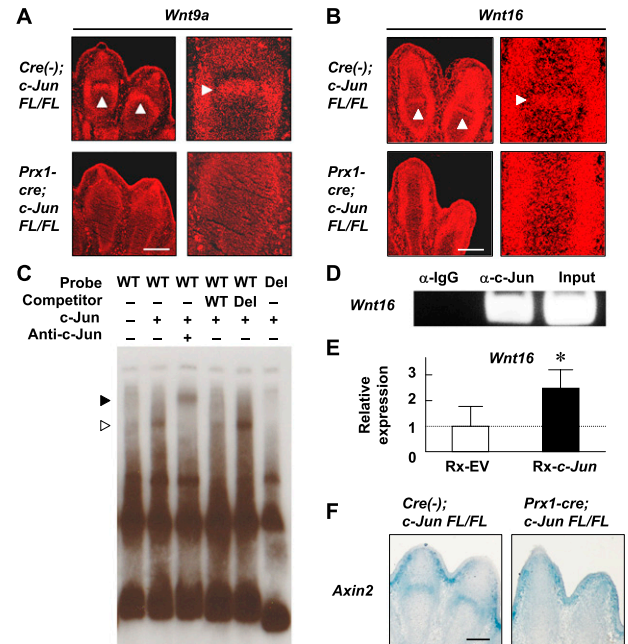 A
Wnt9a
Cre(-);
c-Jun
FL/FL
Prx1-
cre;
c-Jun
FL/FL
B
Wnt16
Cre(-);
c-Jun
FL/FL
Prx1-
cre;
c-Jun
FL/FL
C
Probe WT WT WT WT WT Del
Competitor – – – WT Del –
c-Jun – + + + + +
Anti-c-Jun – – + – – –
D
α-IgG α-c-Jun Input
Wnt16
E
Wnt16
Relative
expression
3
2
1
0
*
Rx-EV Rx-c-Jun
F
Cre(-);
c-Jun FL/FL
Prx1-cre;
c-Jun FL/FL
Axin2